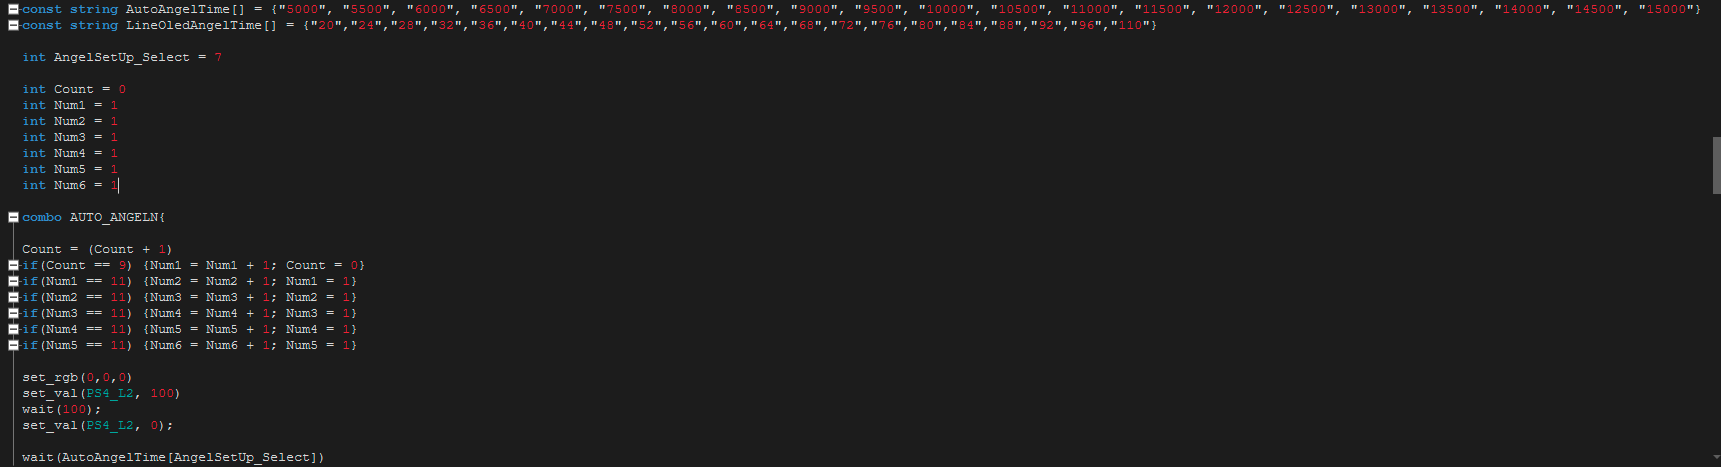 const string AutoAngelTime[] = {"5000", "5500", "6000", "6500", "7000", "7500", "8000", "8500", "9000", "9500", "10000", "10500", "11000", "11500", "12000", "12500", "13000", "13500", "14000", "14500", "15000"}
const string LineOledAngelTime[] = {"20","24","28","32","36","40","44","48","52","56","60","64","68","72","76","80","84","88","92","96","110"}
int AngelSetUp_Select = 7
int Count = 0
int Num1 = 1
int Num2 = 1
int Num3 = 1
int Num4 = 1
int Num5 = 1
int Num6 = 1
combo AUTO_ANGELN{
Count = (Count + 1)
if(Count == 9) {Num1 = Num1 + 1; Count = 0}
if(Num1 == 11) {Num2 = Num2 + 1; Num1 = 1}
if(Num2 == 11) {Num3 = Num3 + 1; Num2 = 1}
if(Num3 == 11) {Num4 = Num4 + 1; Num3 = 1}
if(Num4 == 11) {Num5 = Num5 + 1; Num4 = 1}
if(Num5 == 11) {Num6 = Num6 + 1; Num5 = 1}
set_rgb(0,0,0)
set_val(PS4_L2, 100)
wait(100);
set_val(PS4_L2, 0);
wait(AutoAngelTime[AngelSetUp_Select])